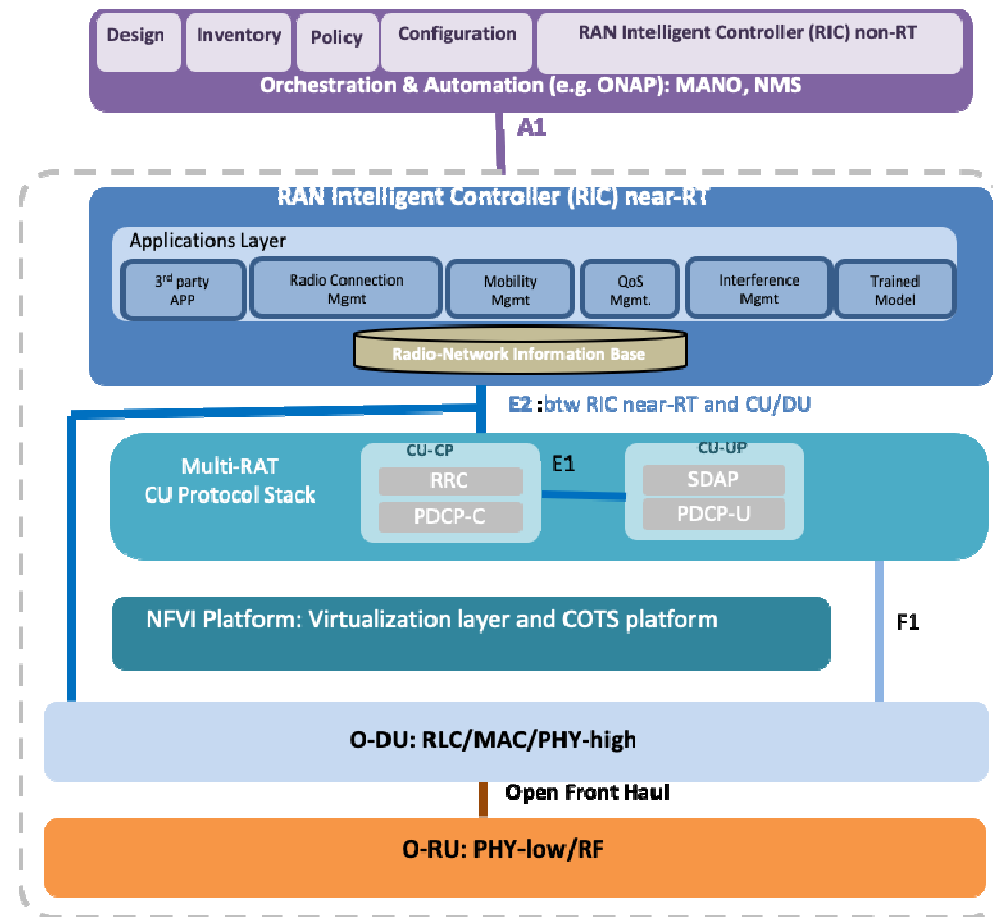 Design
Inventory
Policy
Configuration
RAN Intelligent Controller (RIC) non-RT
Orchestration & Automation (e.g. ONAP): MANO, NMS
A1
RAN Intelligent Controller (RIC) near-RT
Applications Layer
3rd party
APP
Radio Connection
Mgmt
Mobility
Mgmt
QoS
Mgmt.
Interference
Mgmt
Trained
Model
Radio-Network Information Base
E2 :btw RIC near-RT and CU/DU
Multi-RAT
CU Protocol Stack
CU-CP
RRC
PDCP-C
E1
CU-UP
SDAP
PDCP-U
NFVI Platform: Virtualization layer and COTS platform
F1
O-DU: RLC/MAC/PHY-high
Open Front Haul
O-RU: PHY-low/RF